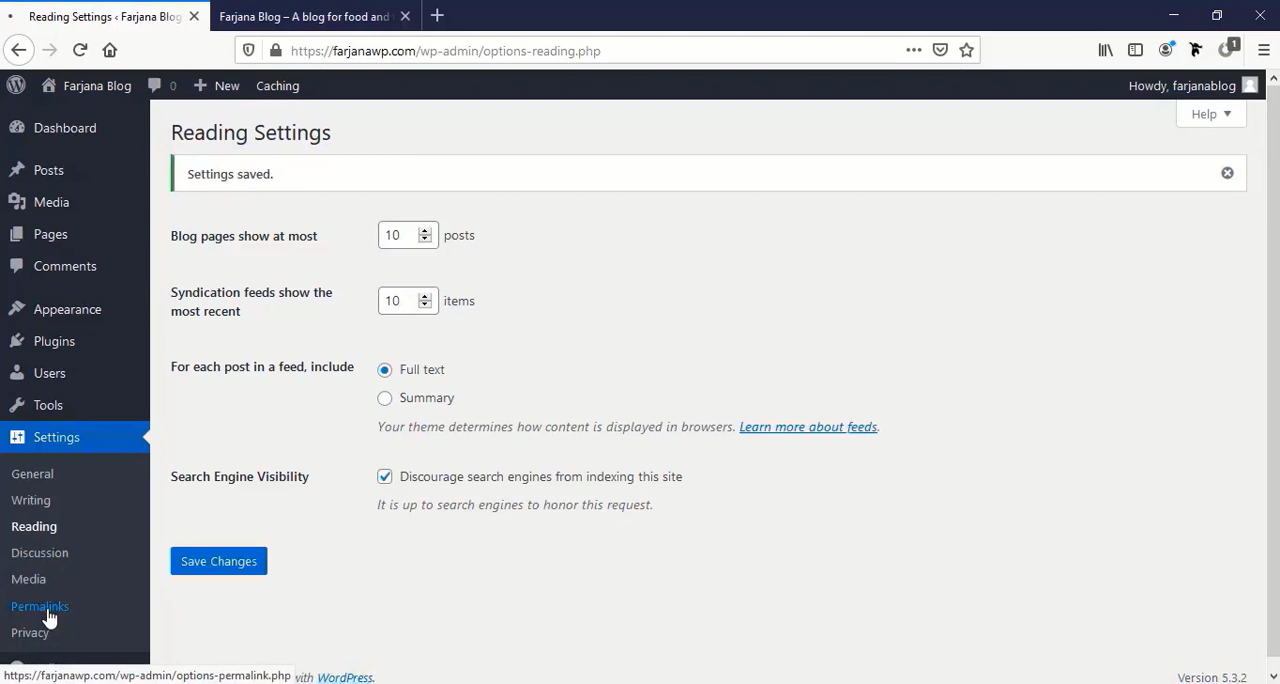 Reading Settings ‹ Farjana Blog
Farjana Blog – A blog for food and
https://farjanawp.com/wp-admin/options-reading.php
1
Farjana Blog
0
New
Caching
Howdy, farjanablog
Help
Dashboard
Posts
Media
Pages
Comments
Appearance
Plugins
Users
Tools
Settings
General
Writing
Reading
Discussion
Media
Permalinks
Privacy
Reading Settings
Settings saved.
Blog pages show at most
10
posts
Syndication feeds show the
most recent
10
items
For each post in a feed, include
Full text
Summary
Your theme determines how content is displayed in browsers. Learn more about feeds.
Search Engine Visibility
Discourage search engines from indexing this site
It is up to search engines to honor this request.
Save Changes
https://farjanawp.com/wp-admin/options-permalink.php
with WordPress.
Version 5.3.2